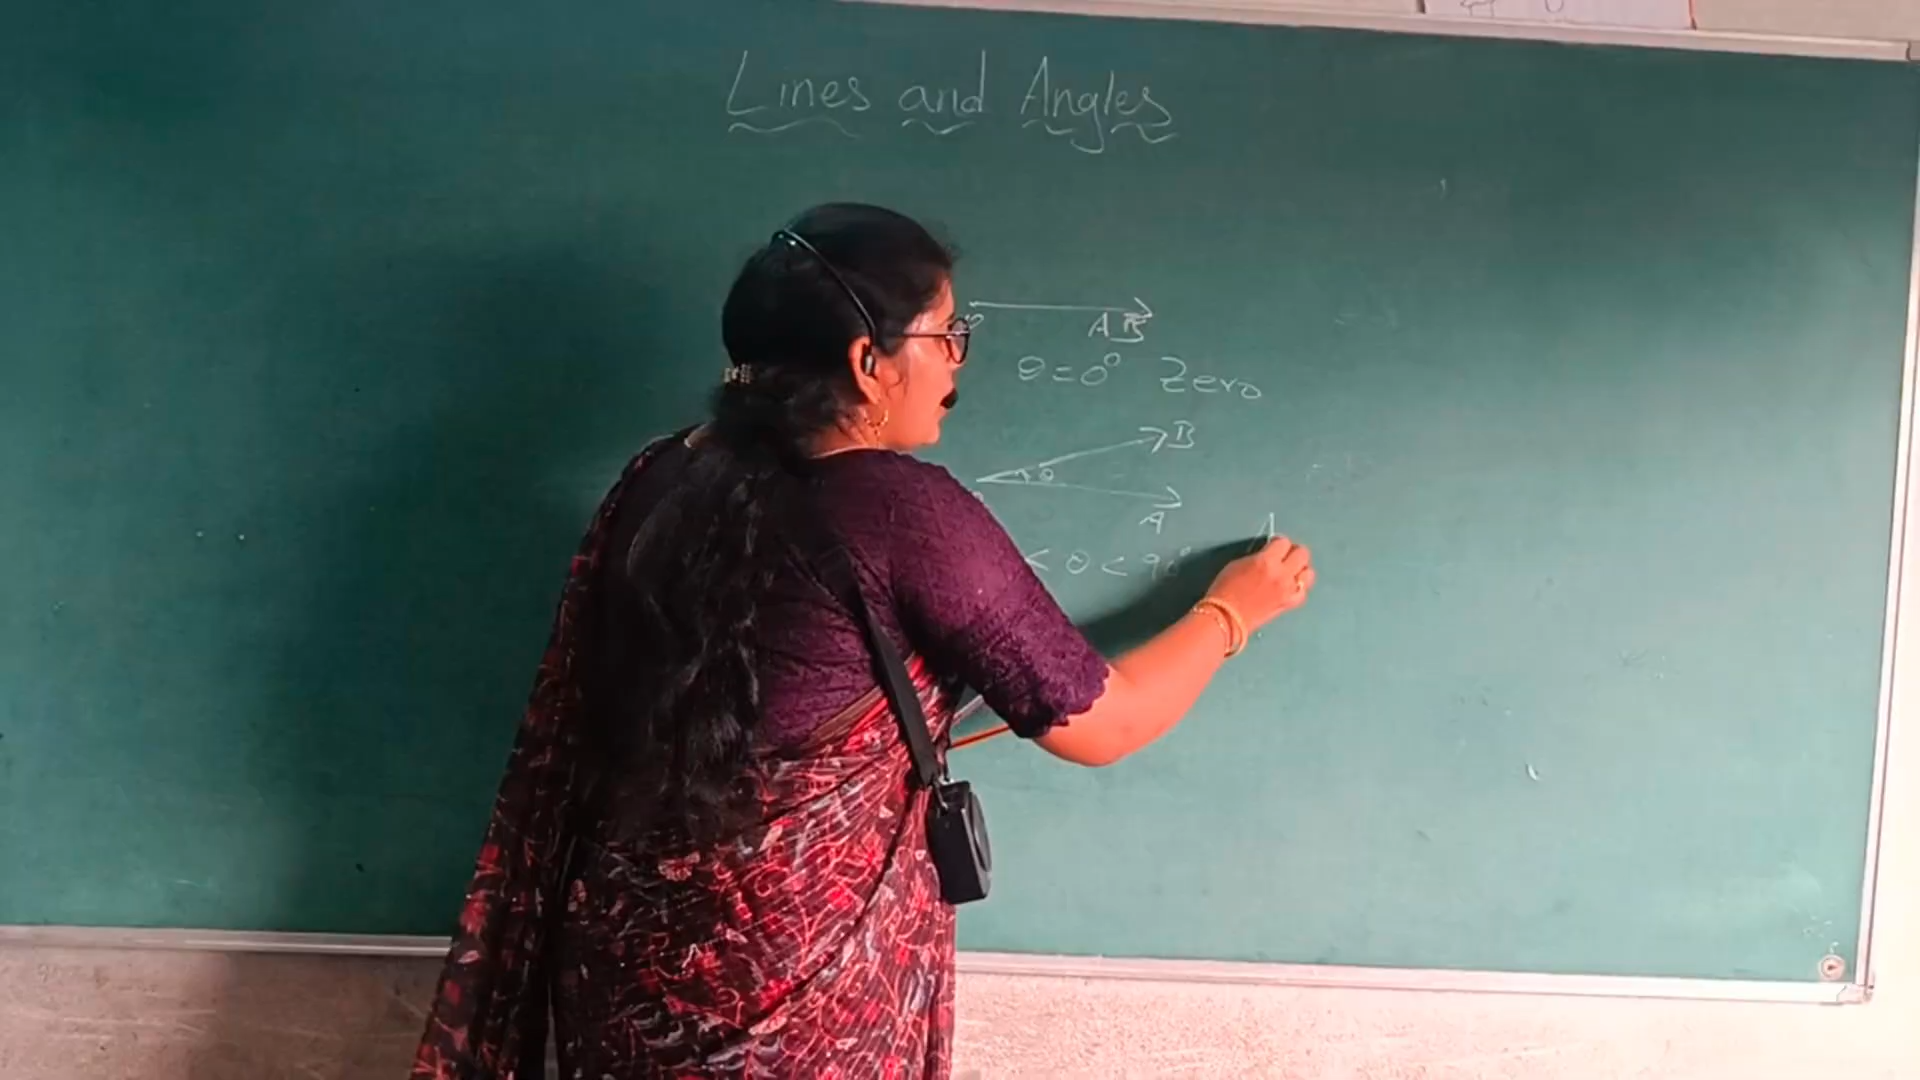 Lines and Angles
O A B
θ = 0° Zero
B
θ
A
< θ < 90° A